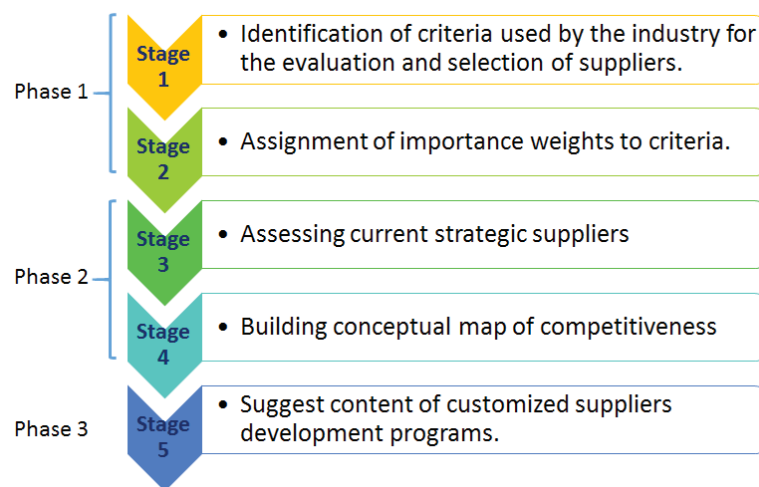 Phase 1
Stage
1
• Identification of criteria used by the industry for
the evaluation and selection of suppliers.
Stage
2
• Assignment of importance weights to criteria.
Phase 2
Stage
3
• Assessing current strategic suppliers
Stage
4
• Building conceptual map of competitiveness
Phase 3
Stage
5
• Suggest content of customized suppliers
development programs.